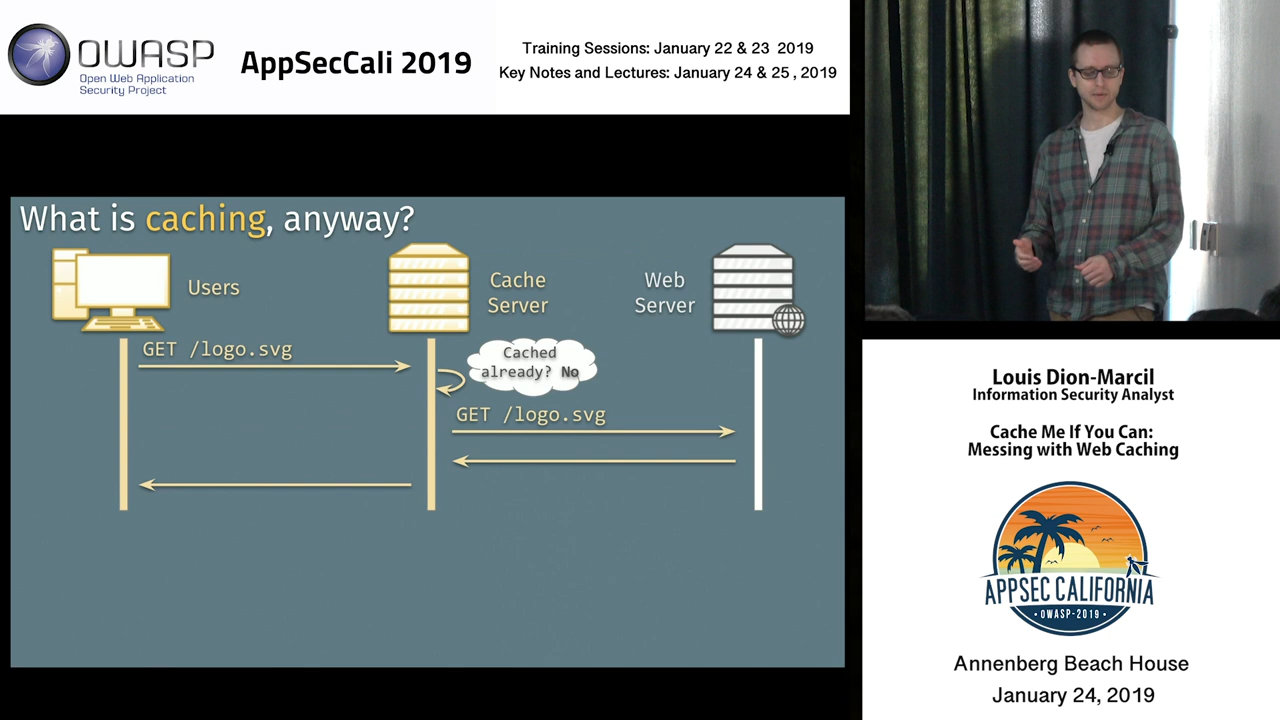 OWASP
Open Web Application
Security Project
AppSecCali 2019
Training Sessions: January 22 & 23 2019
Key Notes and Lectures: January 24 & 25 , 2019
What is caching, anyway?
Users
Cache
Server
Web
Server
GET /logo.svg
Cached
already? No
GET /logo.svg
Louis Dion-Marcil
Information Security Analyst
Cache Me If You Can:
Messing with Web Caching
APPSEC CALIFORNIA
• OWASP-2019 •
Annenberg Beach House
January 24, 2019